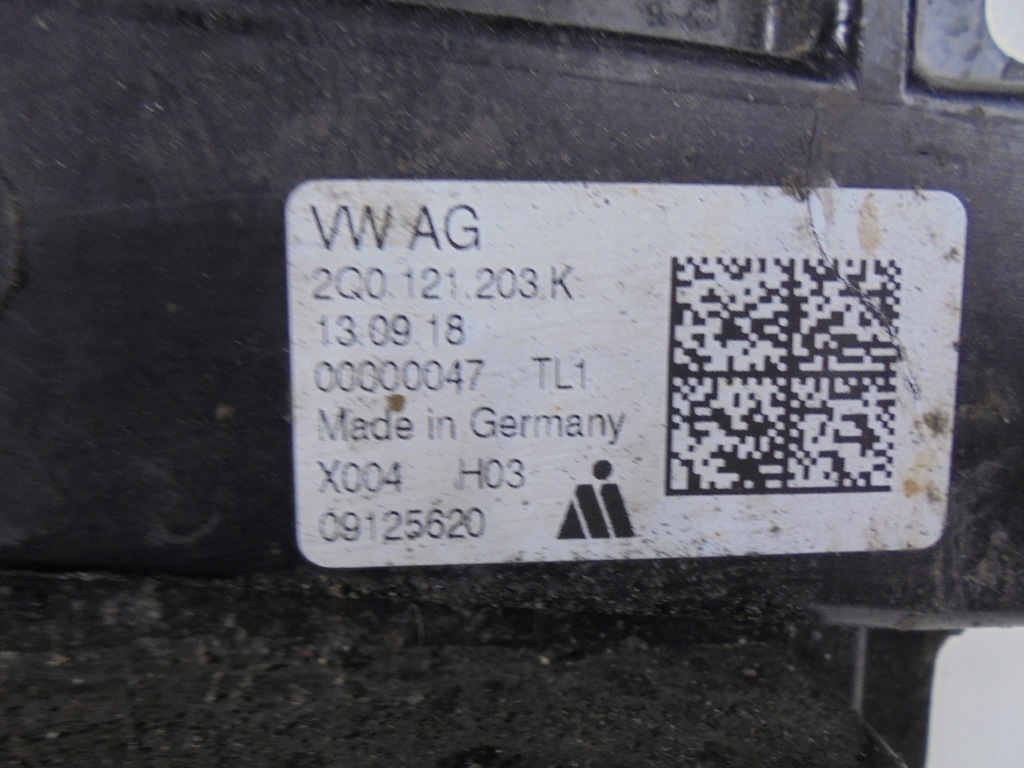 VW AG
2Q0.121.203.K
13.09.18
00000047 TL1
Made in Germany
X004 H03
09125620